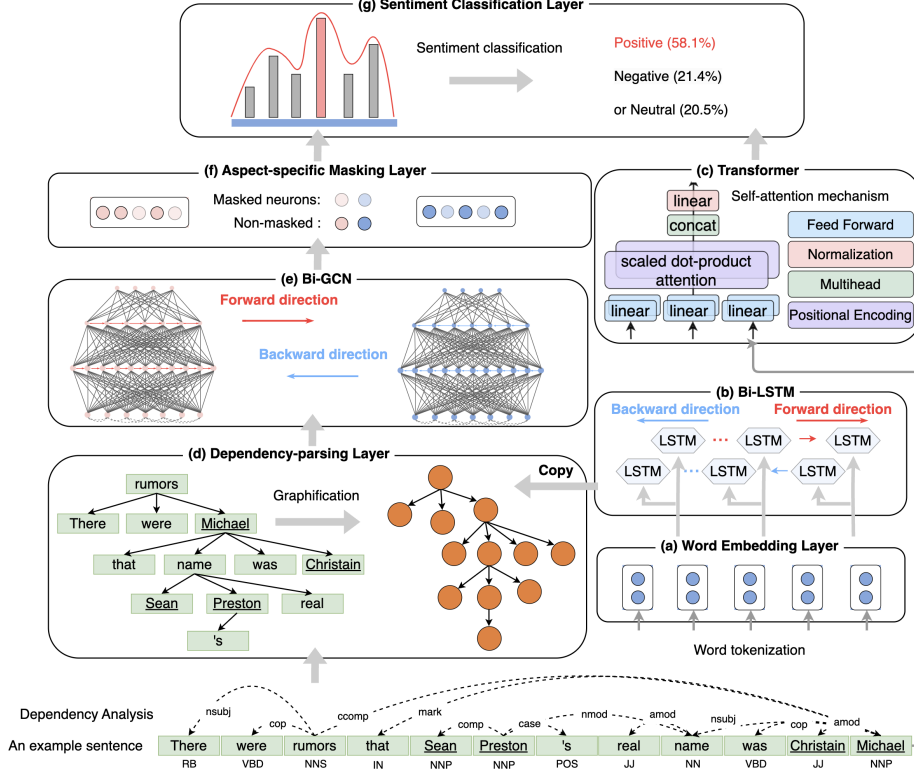 (g) Sentiment Classification Layer
Sentiment classification
Positive (58.1%)
Negative (21.4%)
or Neutral (20.5%)
(f) Aspect-specific Masking Layer
Masked neurons:
Non-masked :
(c) Transformer
Self-attention mechanism
linear
concat
scaled dot-product
attention
linear linear linear
Feed Forward
Normalization
Multihead
Positional Encoding
(e) Bi-GCN
Forward direction
Backward direction
(b) Bi-LSTM
Backward direction Forward direction
LSTM ... LSTM LSTM
LSTM ... LSTM LSTM
(d) Dependency-parsing Layer
Copy
Graphification
rumors
There were Michael
that name was Christain
Sean Preston real
's
(a) Word Embedding Layer
Word tokenization
Dependency Analysis
nsubj cop ccomp mark comp case nmod amod nsubj cop amod
An example sentence There were rumors that Sean Preston 's real name was Christain Michael
RB VBD NNS IN NNP NNP POS JJ NN VBD JJ NNP